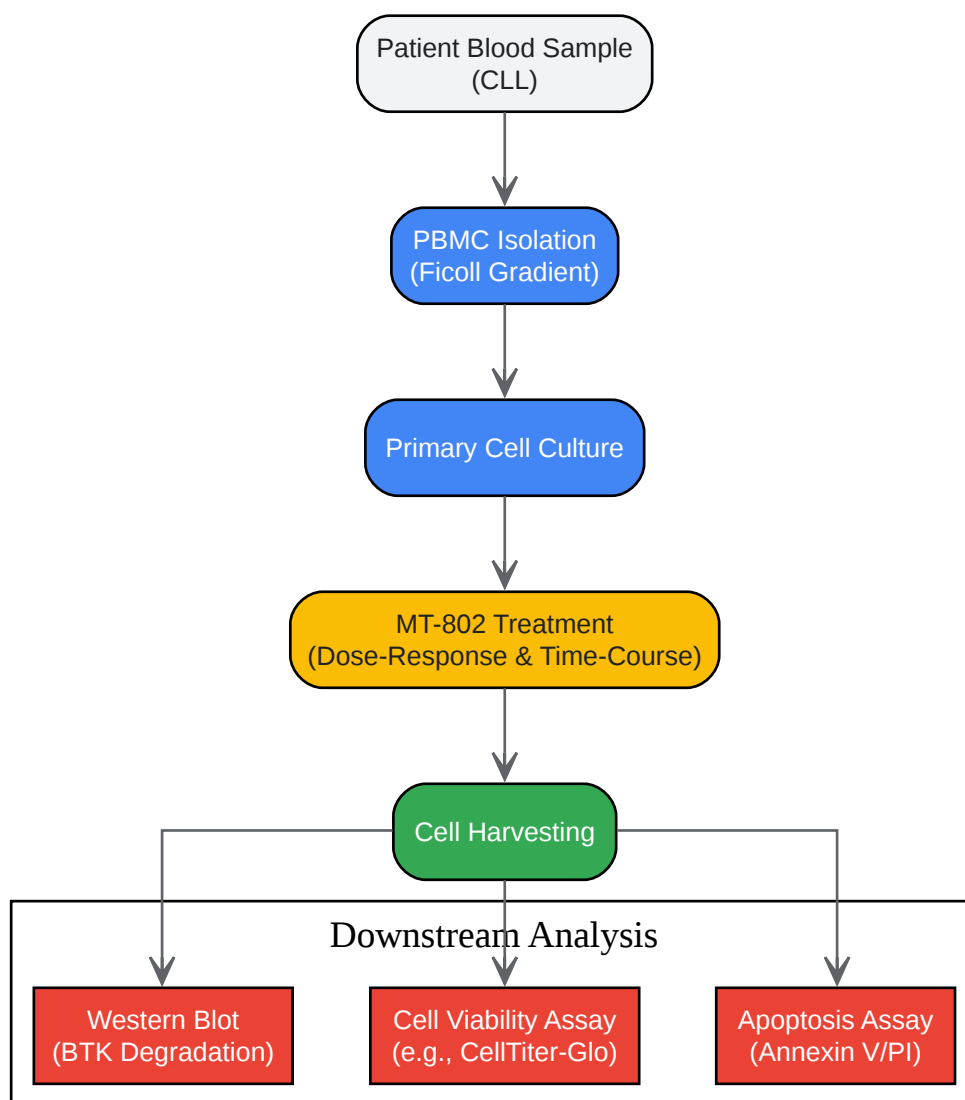 Patient Blood Sample
(CLL)
PBMC Isolation
(Ficoll Gradient)
Primary Cell Culture
MT-802 Treatment
(Dose-Response & Time-Course)
Cell Harvesting
Downstream Analysis
Western Blot
(BTK Degradation)
Cell Viability Assay
(e.g., CellTiter-Glo)
Apoptosis Assay
(Annexin V/PI)